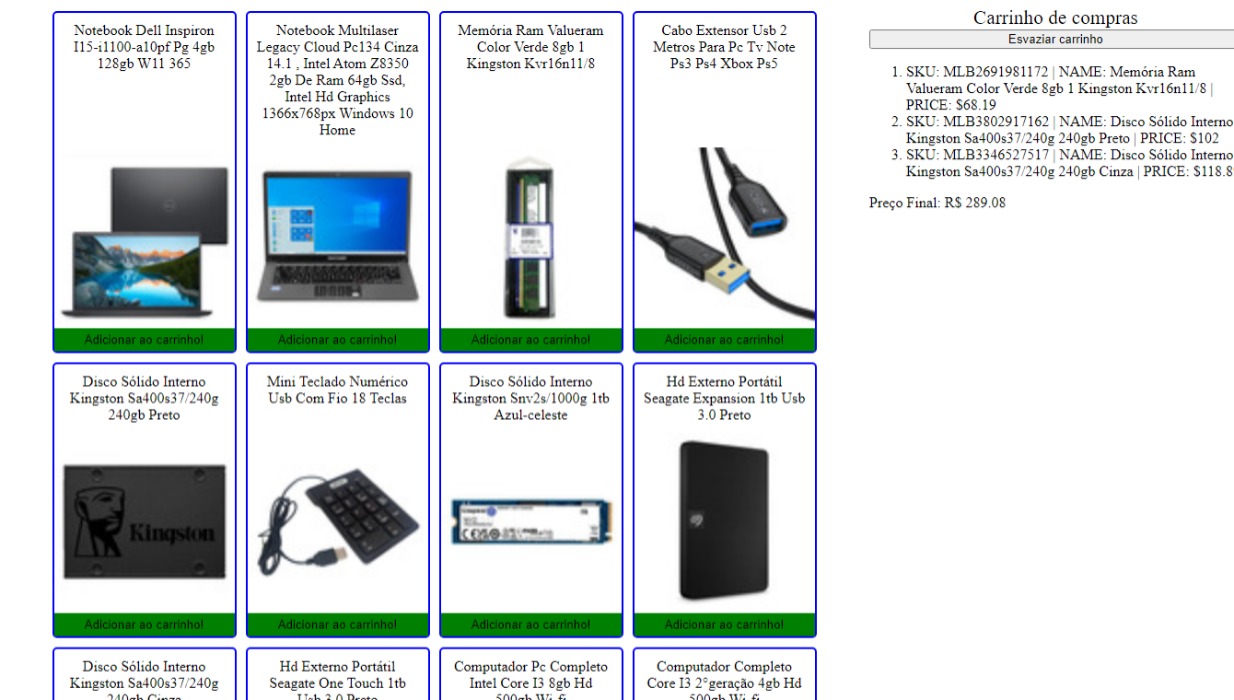 Notebook Dell Inspiron
I15-i1100-a10pf Pg 4gb
128gb W11 365
Adicionar ao carrinho!
Notebook Multilaser
Legacy Cloud Pc134 Cinza
14.1 , Intel Atom Z8350
2gb De Ram 64gb Ssd,
Intel Hd Graphics
1366x768px Windows 10
Home
Adicionar ao carrinho!
Memória Ram Valueram
Color Verde 8gb 1
Kingston Kvr16n11/8
Adicionar ao carrinho!
Cabo Extensor Usb 2
Metros Para Pc Tv Note
Ps3 Ps4 Xbox Ps5
Adicionar ao carrinho!
Disco Sólido Interno
Kingston Sa400s37/240g
240gb Preto
Kingston
Adicionar ao carrinho!
Mini Teclado Numérico
Usb Com Fio 18 Teclas
Adicionar ao carrinho!
Disco Sólido Interno
Kingston Snv2s/1000g 1tb
Azul-celeste
Adicionar ao carrinho!
Hd Externo Portátil
Seagate Expansion 1tb Usb
3.0 Preto
Adicionar ao carrinho!
Disco Sólido Interno
Kingston Sa400s37/240g
240gb Cinza
Hd Externo Portátil
Seagate One Touch 1tb
Usb 3.0 Preto
Computador Pc Completo
Intel Core I3 8gb Hd
500gb Wi-fi
Computador Completo
Core I3 2°geração 4gb Hd
500gb Wi-fi
Carrinho de compras
Esvaziar carrinho
1. SKU: MLB2691981172 | NAME: Memória Ram
Valueram Color Verde 8gb 1 Kingston Kvr16n11/8 |
PRICE: $68.19
2. SKU: MLB3802917162 | NAME: Disco Sólido Interno
Kingston Sa400s37/240g 240gb Preto | PRICE: $102
3. SKU: MLB3346527517 | NAME: Disco Sólido Interno
Kingston Sa400s37/240g 240gb Cinza | PRICE: $118.8
Preço Final: R$ 289.08